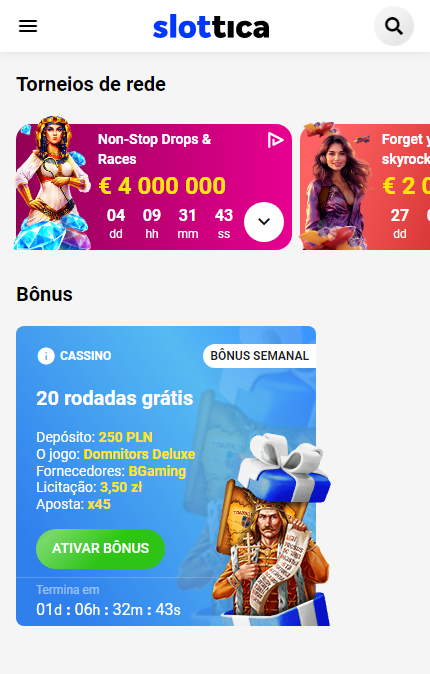 slottica
Torneios de rede
Non-Stop Drops &
Races
€ 4 000 000
04 09 31 43
dd hh mm ss
Forget y
skyrock
€ 2 0
27
dd
Bônus
CASSINO
BÔNUS SEMANAL
20 rodadas grátis
Depósito: 250 PLN
O jogo: Domnitors Deluxe
Fornecedores: BGaming
Licitação: 3,50 zł
Aposta: x45
ATIVAR BÔNUS
Termina em
01d : 06h : 32m : 43s